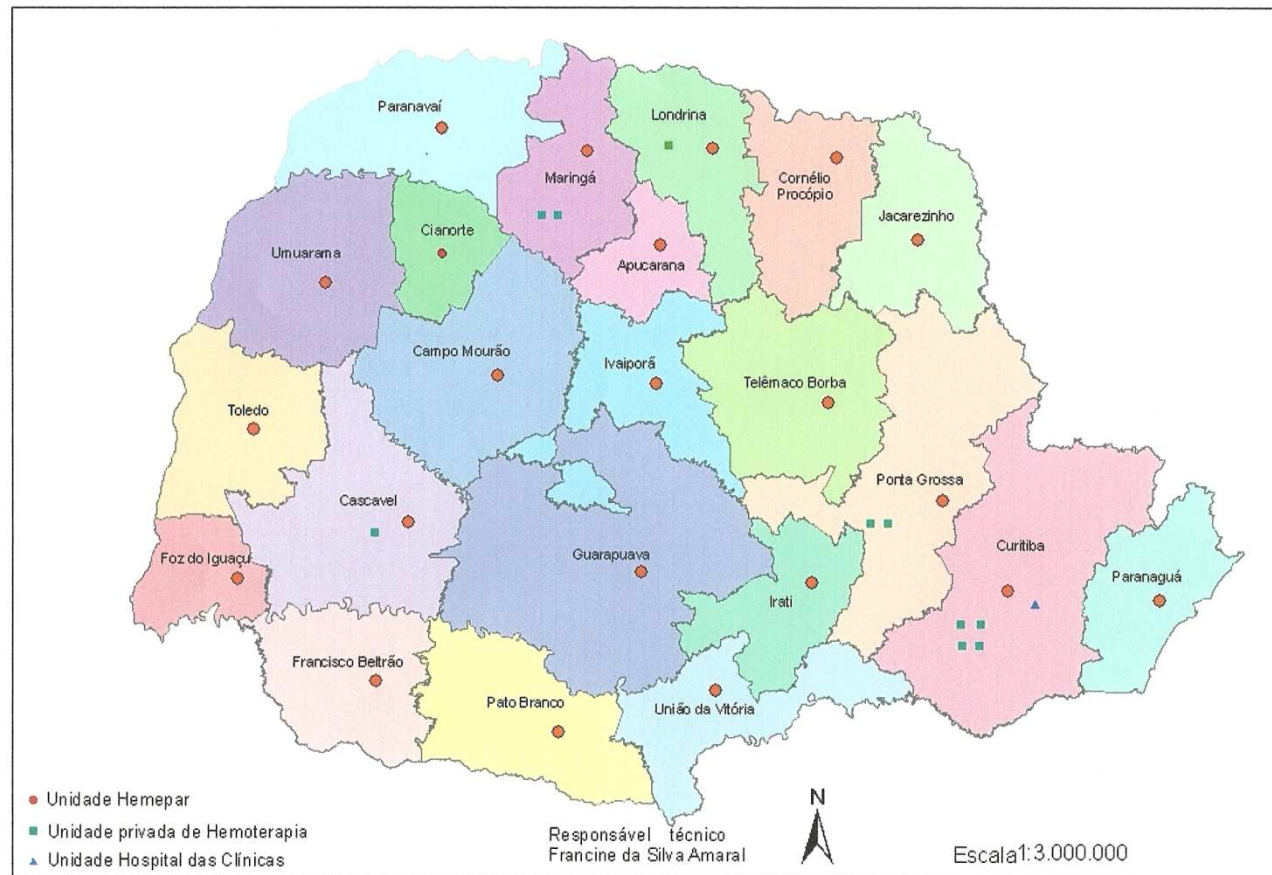 Paranavaí
Londrina
Maringá
Cornélio
Procópio
Jacarezinho
Cianorte
Umuarama
Apucarana
Campo Mourão
Ivaiporã
Telêmaco Borba
Toledo
Ponta Grossa
Cascavel
Foz do Iguaçu
Guarapuava
Curitiba
Paranaguá
Irati
Francisco Beltrão
Pato Branco
União da Vitória
Unidade Hemepar
Unidade privada de Hemoterapia
Unidade Hospital das Clínicas
Responsável técnico
Francine da Silva Amaral
N
Escala1:3.000.000